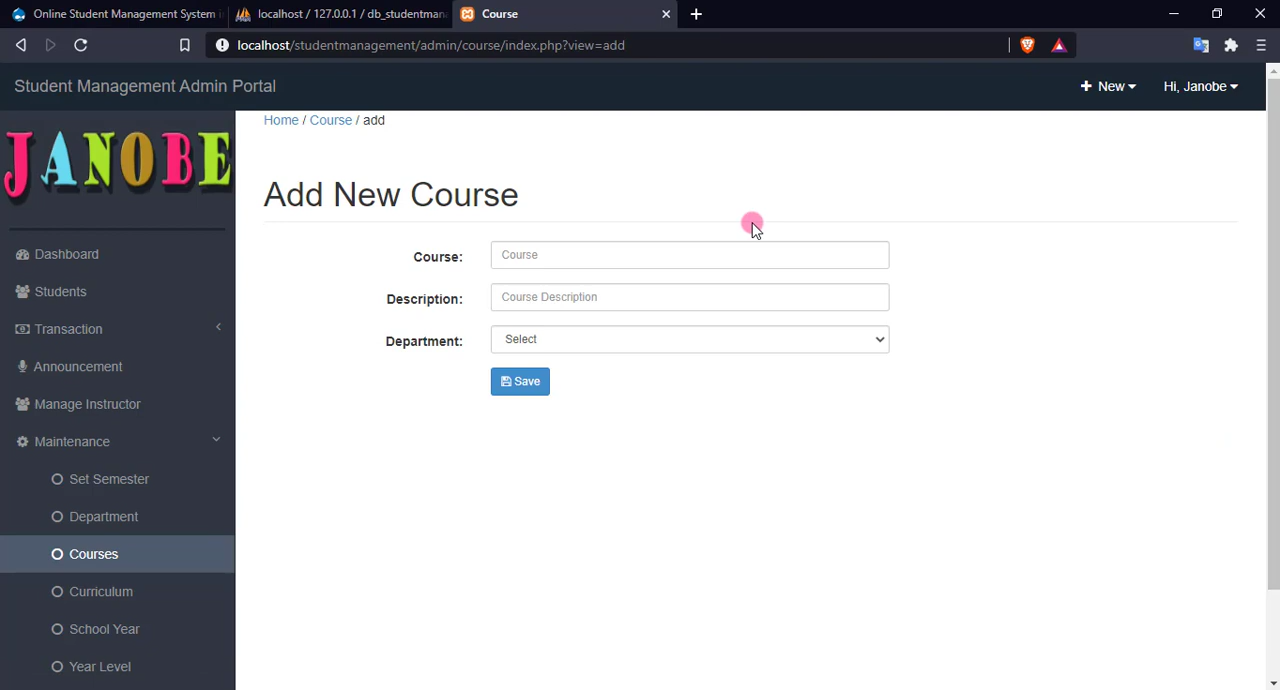 Online Student Management System i
localhost / 127.0.0.1 / db_studentman
Course
localhost/studentmanagement/admin/course/index.php?view=add
Student Management Admin Portal
New
Hi, Janobe
JANOBE
Home / Course / add
Add New Course
Course:
Course
Description:
Course Description
Department:
Select
Save
Dashboard
Students
Transaction
Announcement
Manage Instructor
Maintenance
Set Semester
Department
Courses
Curriculum
School Year
Year Level